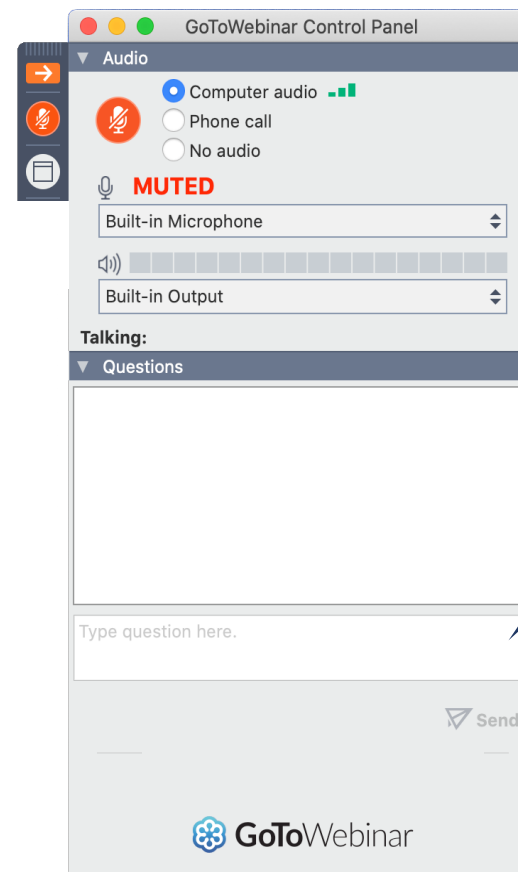 GoToWebinar Control Panel
Audio
Computer audio
Phone call
No audio
MUTED
Built-in Microphone
Built-in Output
Talking:
Questions
Type question here.
Send
GoToWebinar